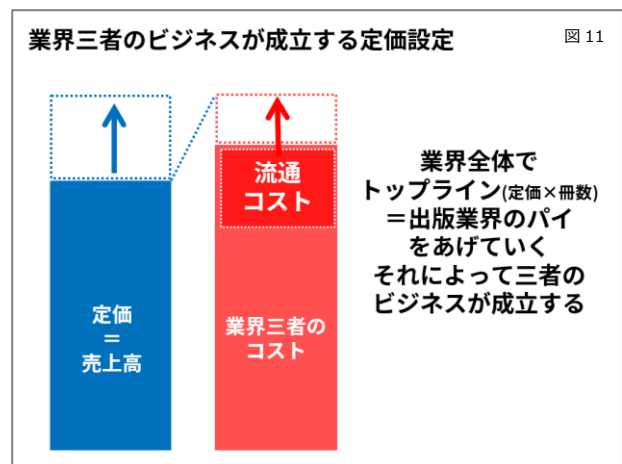 業界三者のビジネスが成立する定価設定
図 11
流通
コスト
定価
＝
売上高
業界三者の
コスト
業界全体で
トップライン(定価×冊数)
＝出版業界のパイ
をあげていく
それによって三者の
ビジネスが成立する